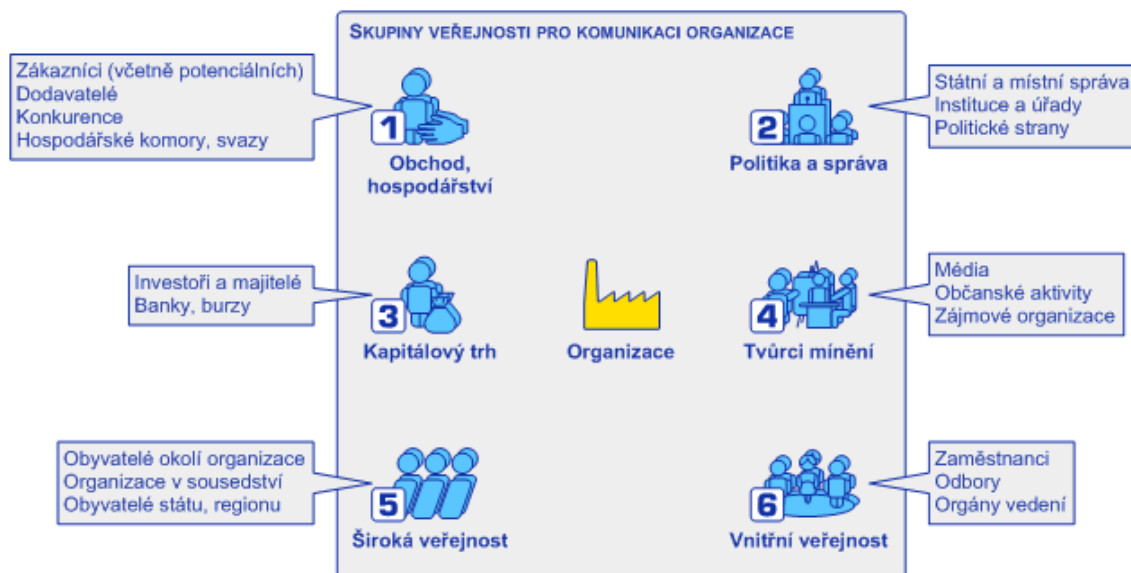 SKUPINY VEŘEJNOSTI PRO KOMUNIKACI ORGANIZACE
Zákazníci (včetně potenciálních)
Dodavatelé
Konkurence
Hospodářské komory, svazy
1
Obchod,
hospodářství
2
Politika a správa
Státní a místní správa
Instituce a úřady
Politické strany
Investoři a majitelé
Banky, burzy
3
Kapitálový trh
Organizace
4
Tvůrci mínění
Média
Občanské aktivity
Zájmové organizace
Obyvatelé okolí organizace
Organizace v sousedství
Obyvatelé státu, regionu
5
Široká veřejnost
6
Vnitřní veřejnost
Zaměstnanci
Odbory
Orgány vedení